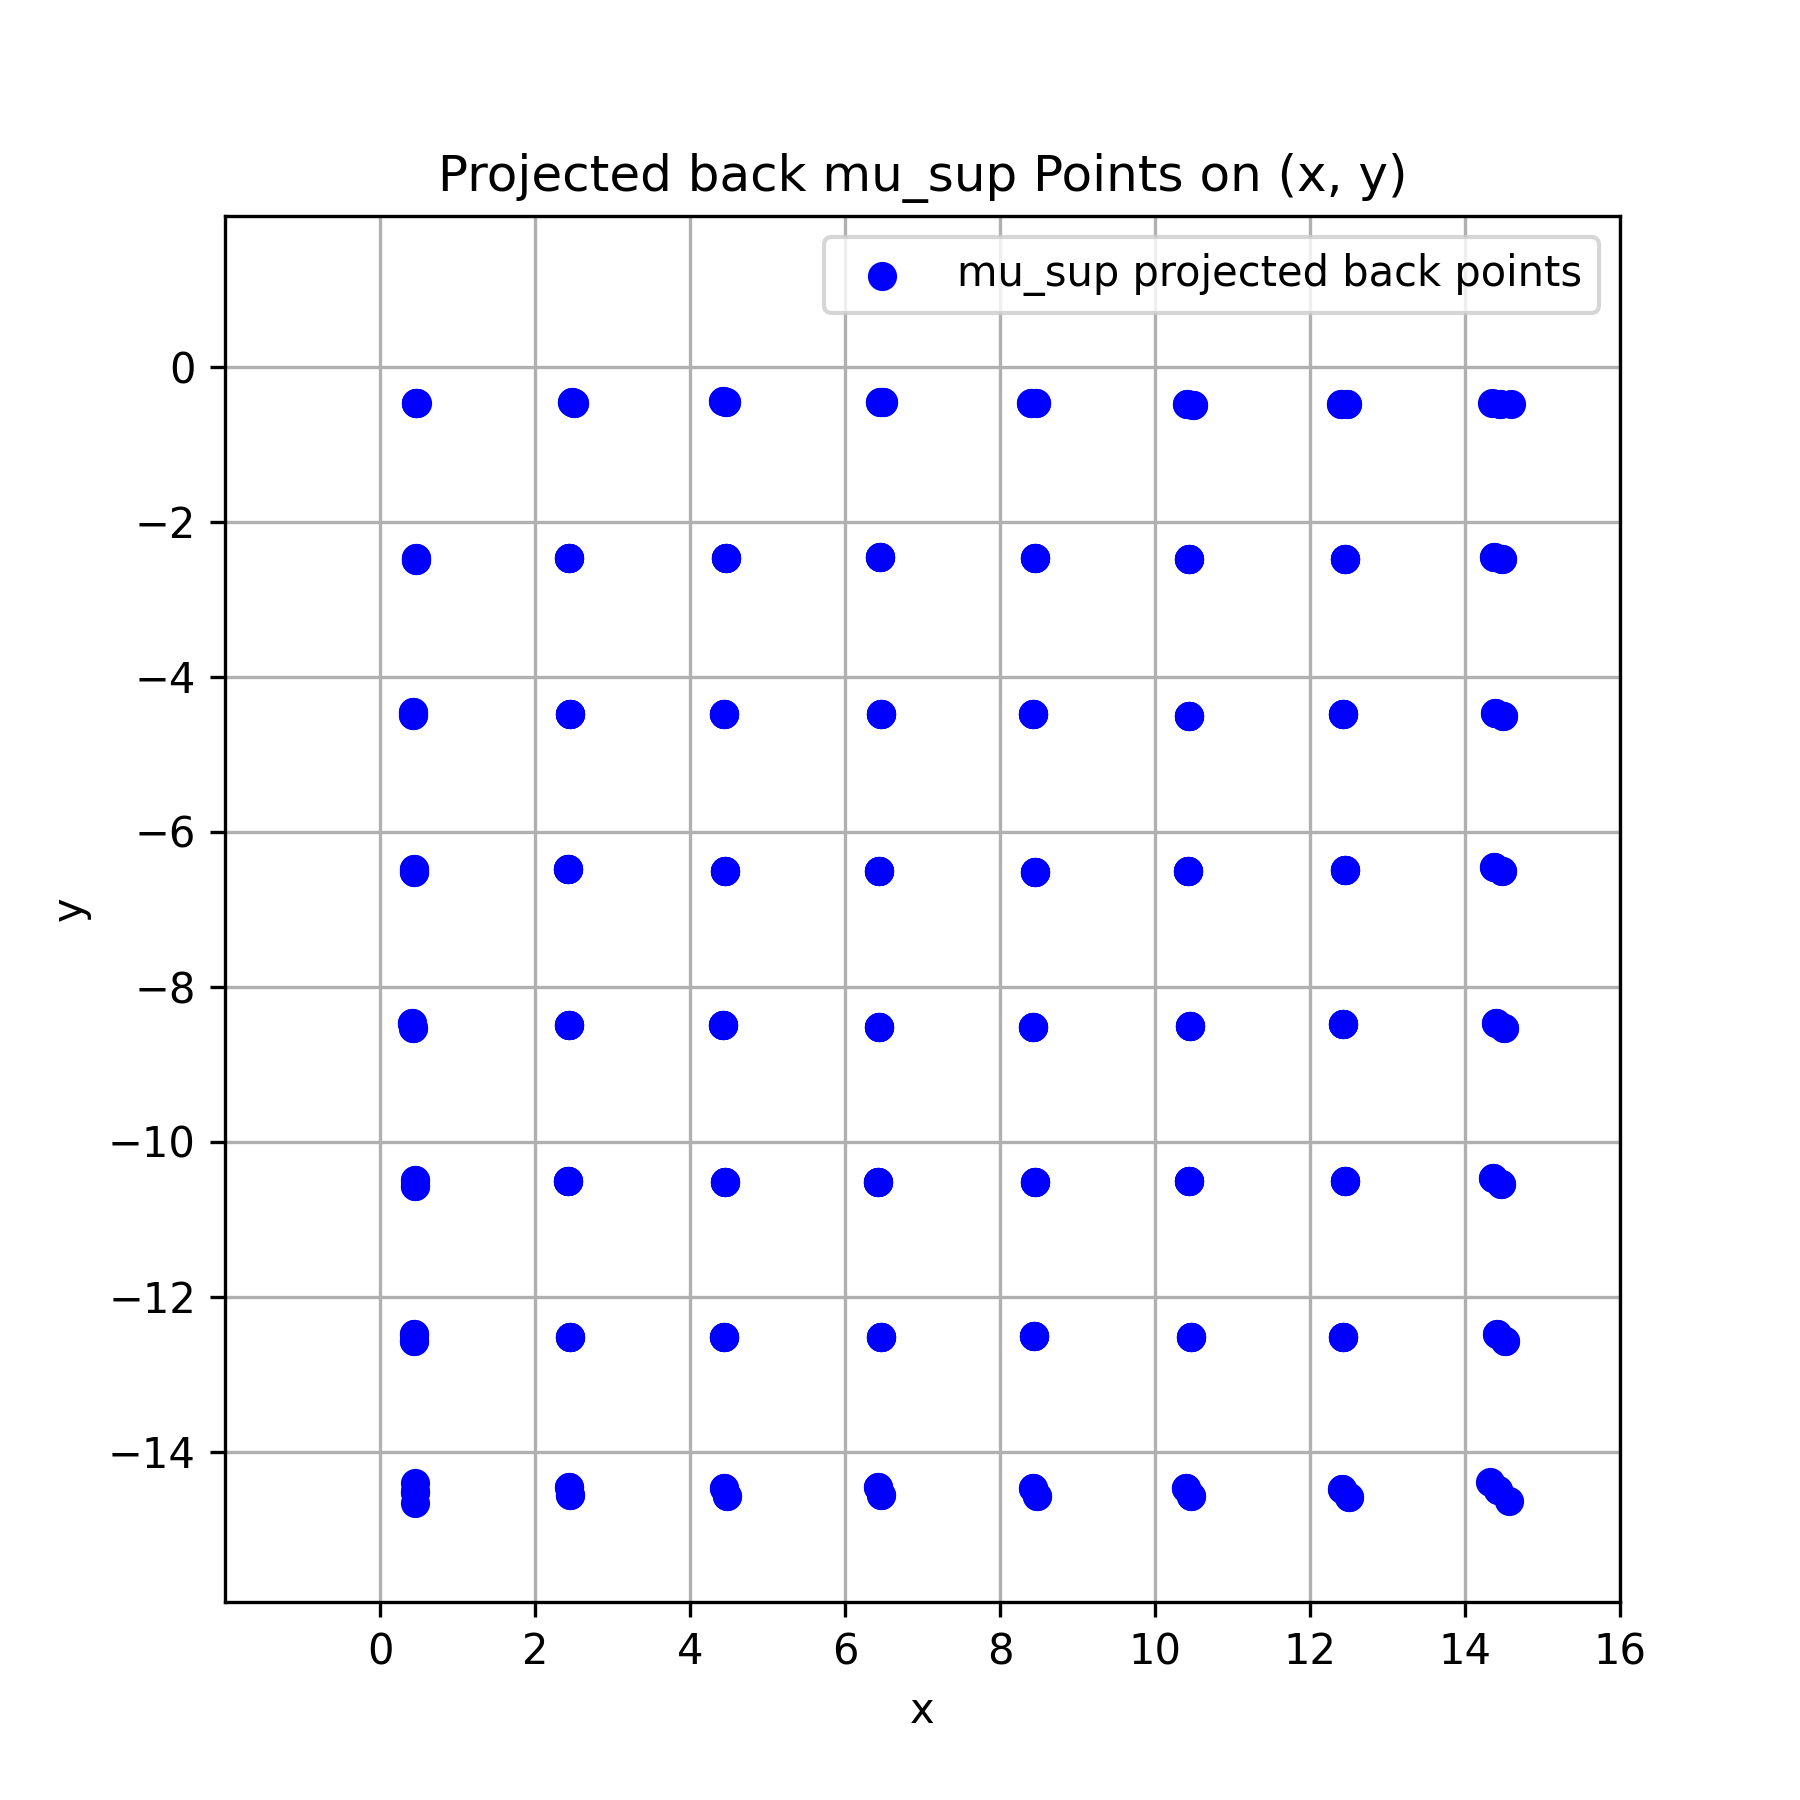 Projected back mu_sup Points on (x, y)
mu_sup projected back points
0
−2
−4
−6
−8
−10
−12
−14
y
0 2 4 6 8 10 12 14 16
x